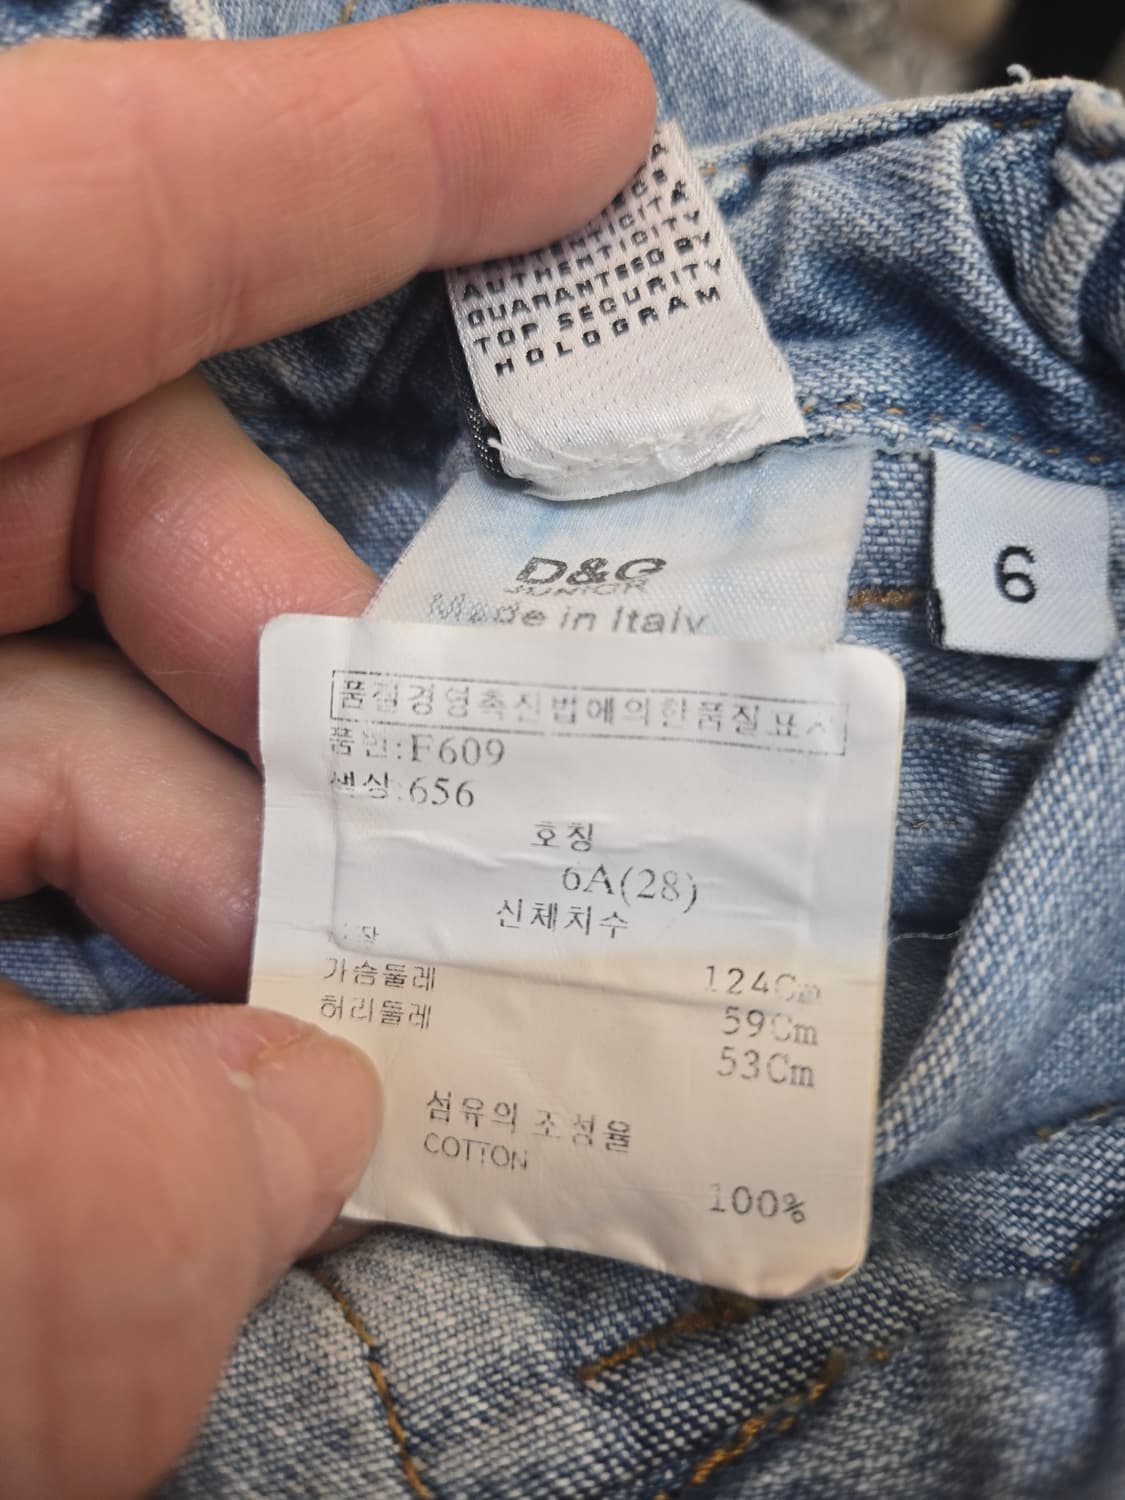 AUTHENTICITY
GUARANTEED BY
TOP SECURITY
HOLOGRAM
6
D&G
JUNIOR
Made in Italy
품질경영촉진법에의한품질표시
품번:F609
색상:656
호칭
6A(28)
신체치수
124Cm
가슴둘레 59Cm
허리둘레 53Cm
섬유의 조성율
COTTON
100%